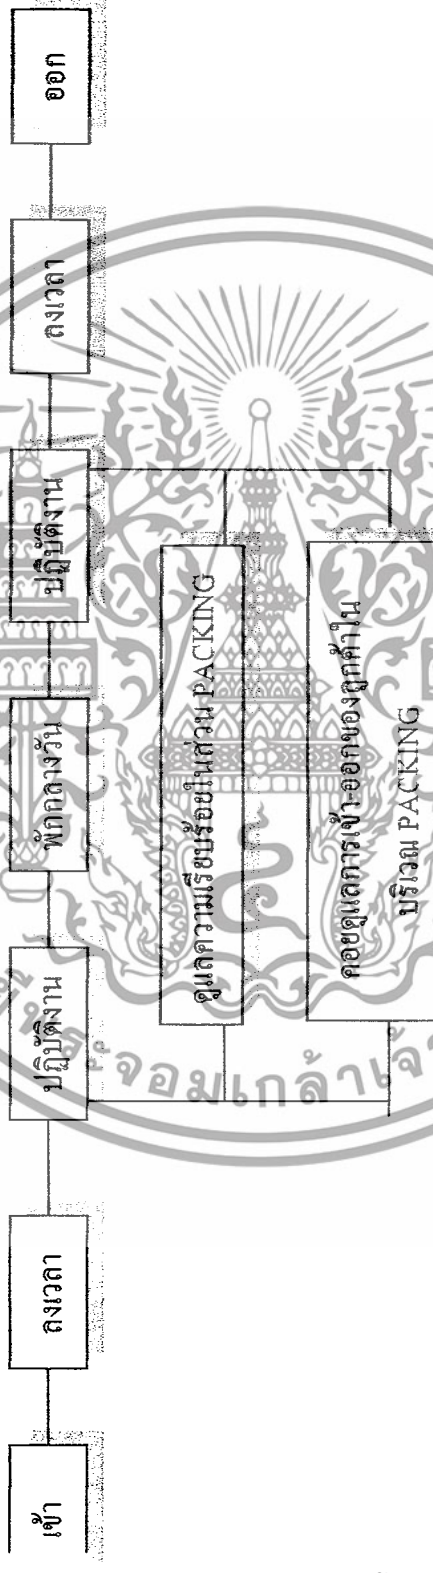 เข้า
ลงเวลา
ปฏิบัติงาน
พักกลางวัน
ปฏิบัติงาน
ลงเวลา
ออก
ดูแลความเรียบร้อยในส่วน PACKING
คอยดูแลการเข้า-ออกของลูกค้าใน
บริเวณ PACKING